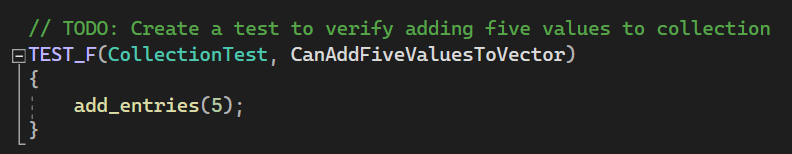 // TODO: Create a test to verify adding five values to collection
TEST_F(CollectionTest, CanAddFiveValuesToVector)
{
    add_entries(5);
}